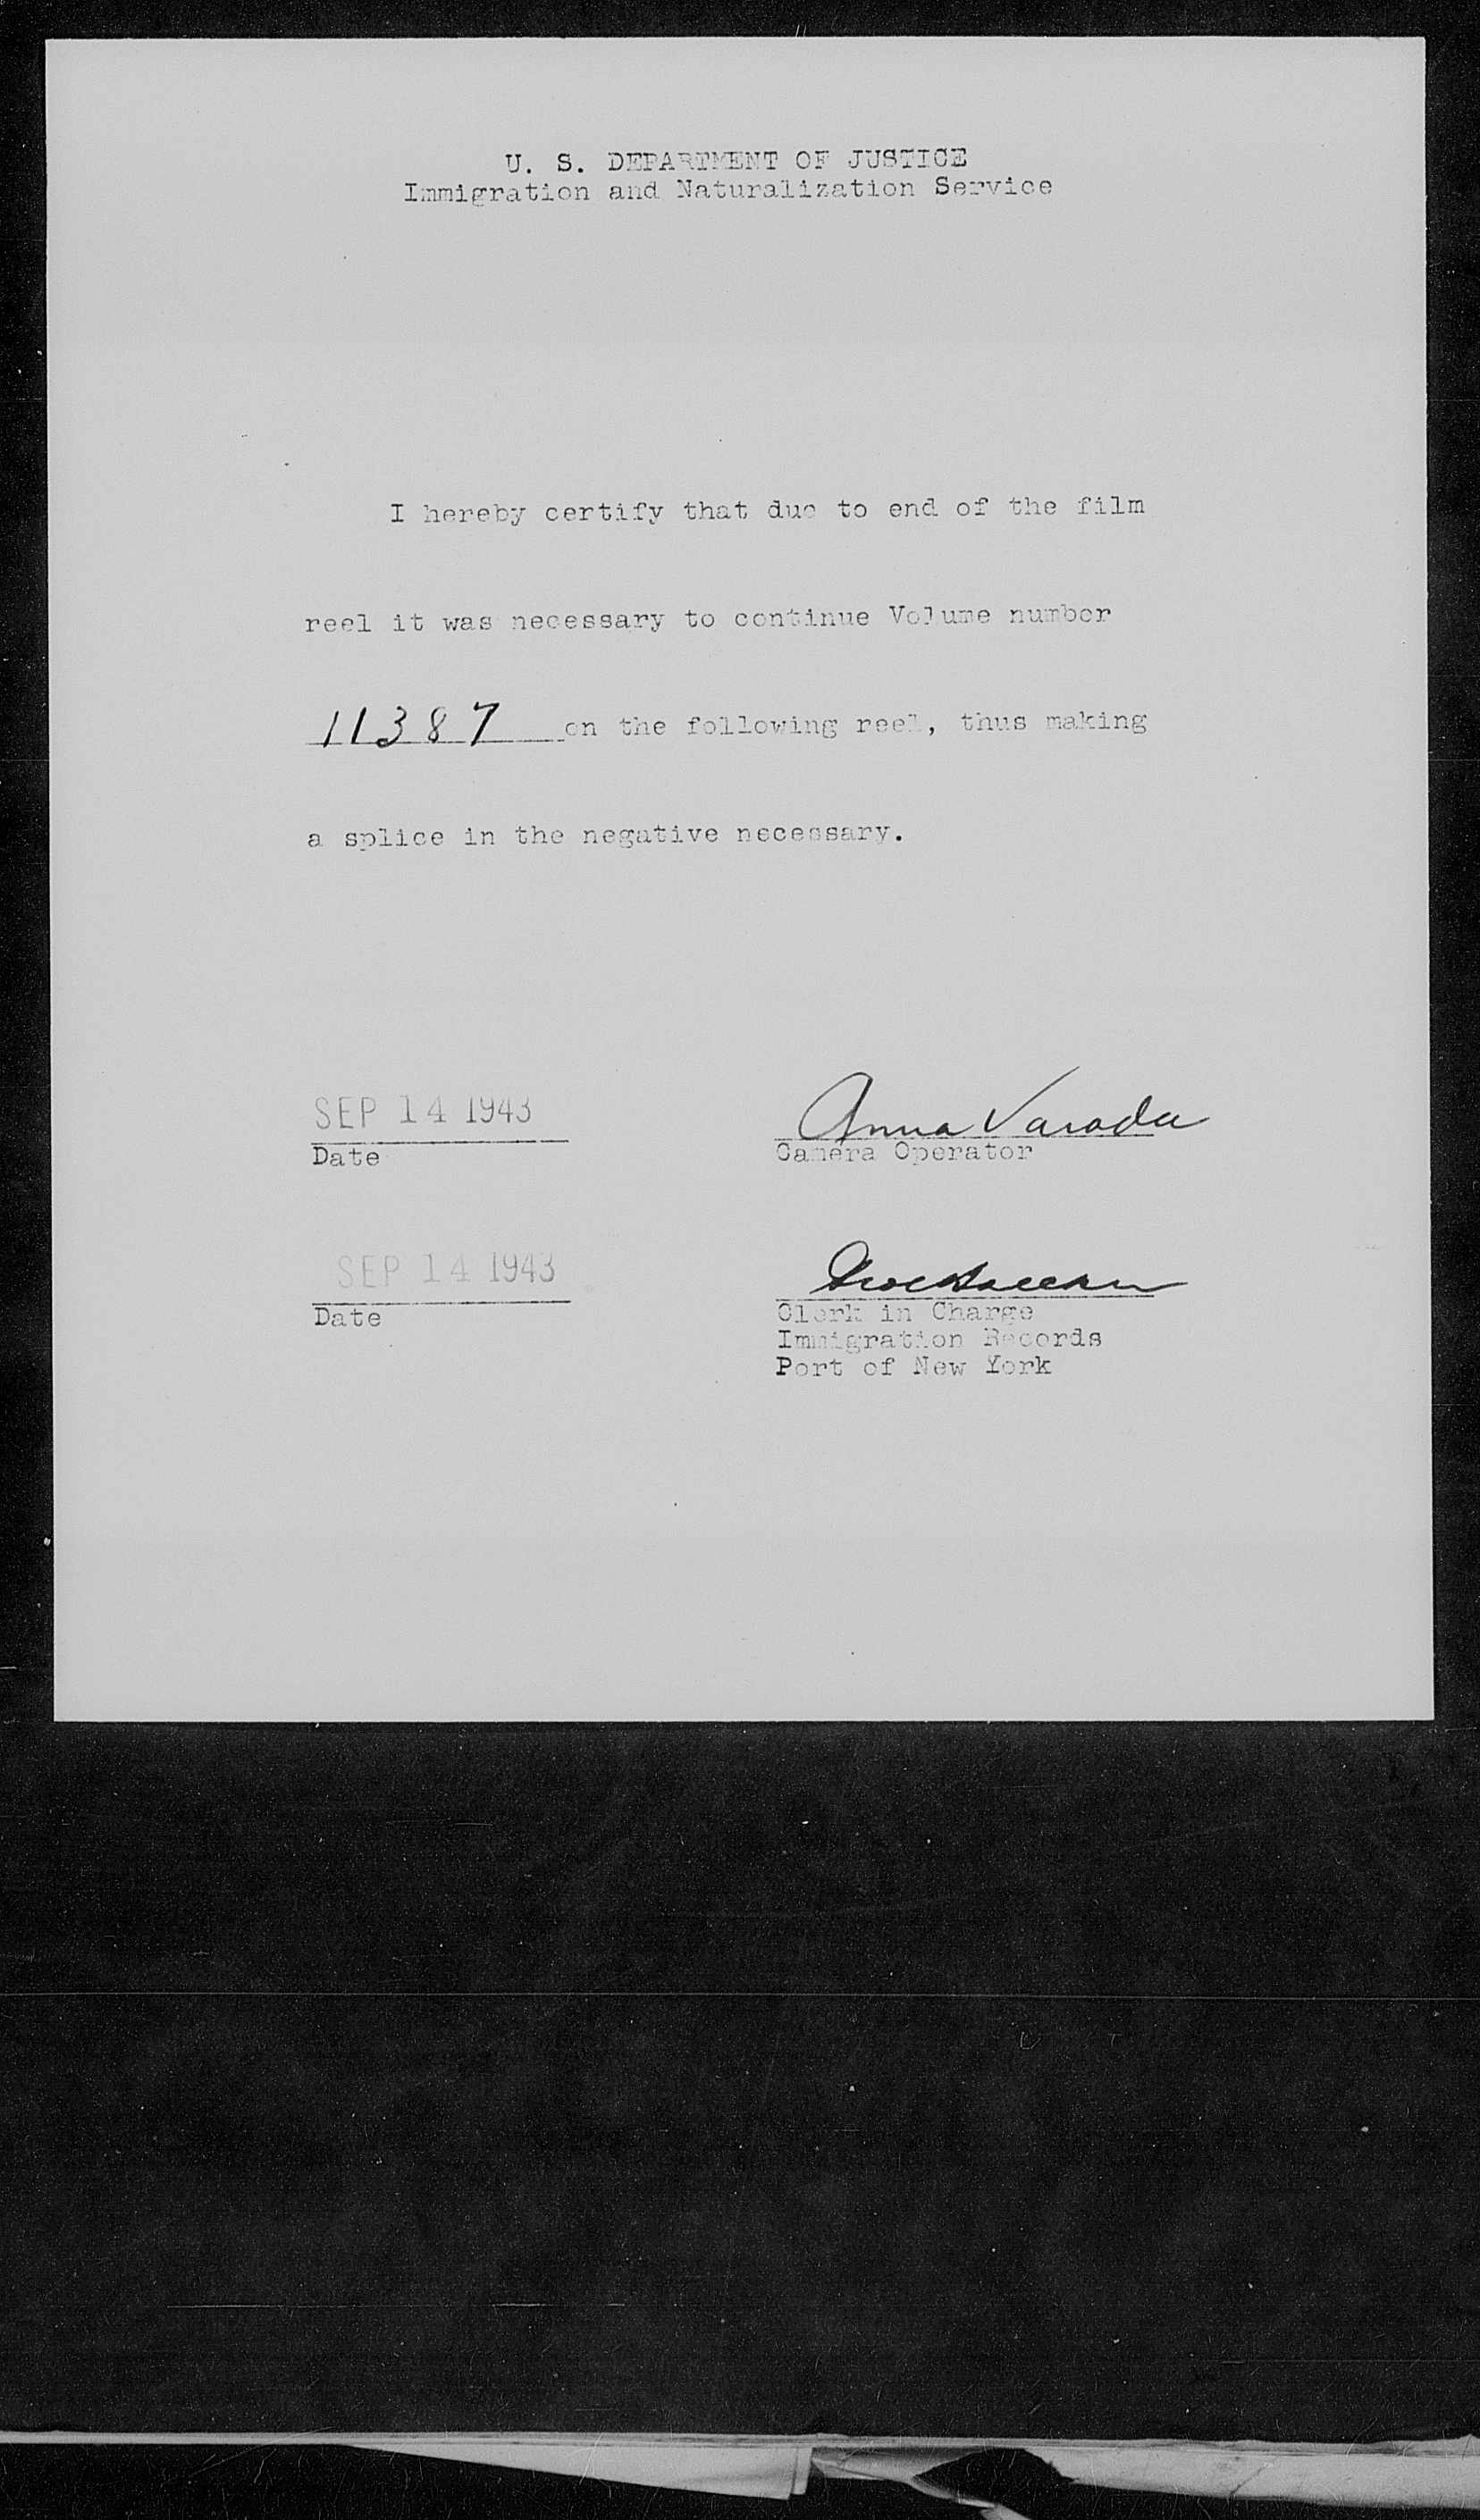 U. S. DEPARTMENT OF JUSTICE
Immigration and Naturalization Service
I hereby certify that due to end of the film
reel it was necessary to continue Volume number
11387 on the following reel, thus making
a splice in the negative necessary.
SEP 14 1943
Anna Varada
Date
Camera Operator
SEP 14 1943
Date
Clerk in Charge
Immigration Records
Port of New York